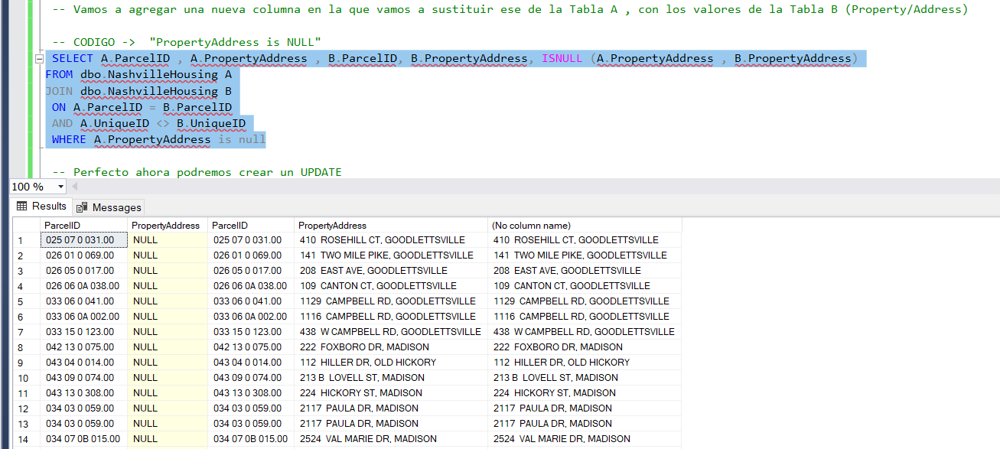 -- Vamos a agregar una nueva columna en la que vamos a sustituir ese de la Tabla A , con los valores de la Tabla B (Property/Address)
-- CODIGO ->  "PropertyAddress is NULL"
SELECT A.ParcelID , A.PropertyAddress , B.ParcelID, B.PropertyAddress, ISNULL (A.PropertyAddress , B.PropertyAddress)
FROM dbo.NashvilleHousing A
JOIN dbo.NashvilleHousing B
ON A.ParcelID = B.ParcelID
AND A.UniqueID <> B.UniqueID
WHERE A.PropertyAddress is null
-- Perfecto ahora podremos crear un UPDATE
100 %
Results Messages
ParcelID PropertyAddress ParcelID PropertyAddress (No column name)
1 025 07 0 031.00 NULL 025 07 0 031.00 410 ROSEHILL CT, GOODLETTSVILLE 410 ROSEHILL CT, GOODLETTSVILLE
2 026 01 0 069.00 NULL 026 01 0 069.00 141 TWO MILE PIKE, GOODLETTSVILLE 141 TWO MILE PIKE, GOODLETTSVILLE
3 026 05 0 017.00 NULL 026 05 0 017.00 208 EAST AVE, GOODLETTSVILLE 208 EAST AVE, GOODLETTSVILLE
4 026 06 0A 038.00 NULL 026 06 0A 038.00 109 CANTON CT, GOODLETTSVILLE 109 CANTON CT, GOODLETTSVILLE
5 033 06 0 041.00 NULL 033 06 0 041.00 1129 CAMPBELL RD, GOODLETTSVILLE 1129 CAMPBELL RD, GOODLETTSVILLE
6 033 06 0A 002.00 NULL 033 06 0A 002.00 1116 CAMPBELL RD, GOODLETTSVILLE 1116 CAMPBELL RD, GOODLETTSVILLE
7 033 15 0 123.00 NULL 033 15 0 123.00 438 W CAMPBELL RD, GOODLETTSVILLE 438 W CAMPBELL RD, GOODLETTSVILLE
8 042 13 0 075.00 NULL 042 13 0 075.00 222 FOXBORO DR, MADISON 222 FOXBORO DR, MADISON
9 043 04 0 014.00 NULL 043 04 0 014.00 112 HILLER DR, OLD HICKORY 112 HILLER DR, OLD HICKORY
10 043 09 0 074.00 NULL 043 09 0 074.00 213 B LOVELL ST, MADISON 213 B LOVELL ST, MADISON
11 043 13 0 308.00 NULL 043 13 0 308.00 224 HICKORY ST, MADISON 224 HICKORY ST, MADISON
12 034 03 0 059.00 NULL 034 03 0 059.00 2117 PAULA DR, MADISON 2117 PAULA DR, MADISON
13 034 03 0 059.00 NULL 034 03 0 059.00 2117 PAULA DR, MADISON 2117 PAULA DR, MADISON
14 034 07 0B 015.00 NULL 034 07 0B 015.00 2524 VAL MARIE DR, MADISON 2524 VAL MARIE DR, MADISON